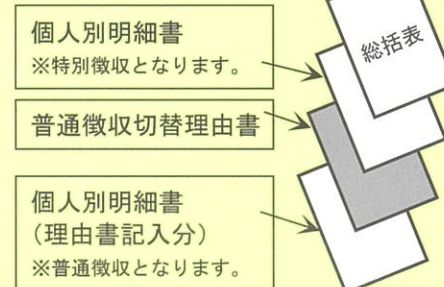 個人別明細書
※特別徴収となります。
総括表
普通徴収切替理由書
個人別明細書
(理由書記入分)
※普通徴収となります。